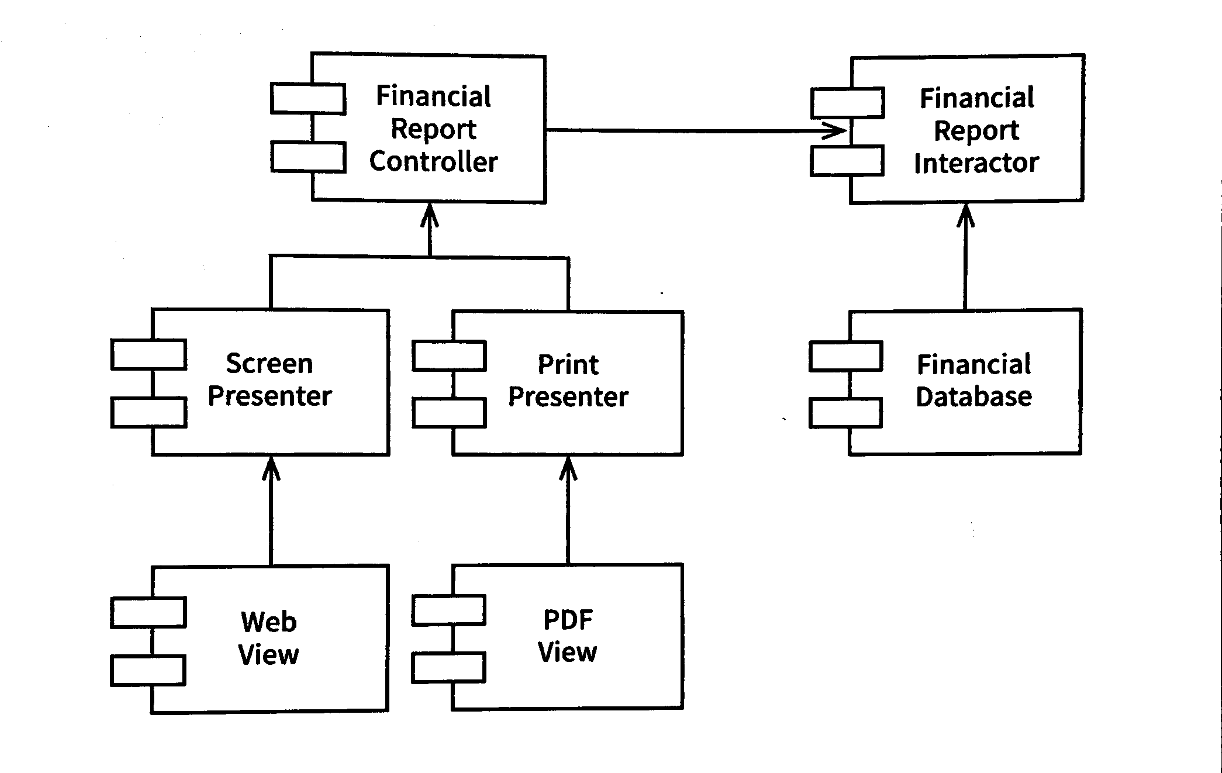 Financial
Report
Controller
Financial
Report
Interactor
Screen
Presenter
Print
Presenter
Financial
Database
Web
View
PDF
View